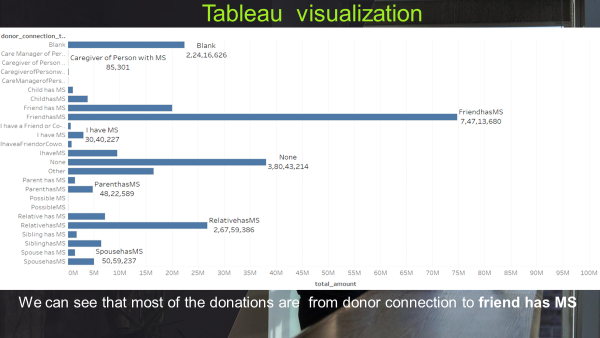 Tableau visualization
donor_connection_t..
Blank
Care Manager of Per..
Caregiver of Person ..
CaregiverofPersonw..
CareManagerofPers..
Child has MS
ChildhasMS
Friend has MS
FriendhasMS
I have a Friend or Co-..
I have MS
IhaveaFriendorCowo..
IhaveMS
None
Other
Parent has MS
ParenthasMS
Possible MS
PossibleMS
Relative has MS
RelativehasMS
Sibling has MS
SiblinghasMS
Spouse has MS
SpousehasMS
Blank
2,24,16,626
Caregiver of Person with MS
85,301
FriendhasMS
7,47,13,680
I have MS
30,40,227
None
3,80,43,214
ParenthasMS
48,22,589
RelativehasMS
2,67,59,386
SpousehasMS
50,59,237
0M 5M 10M 15M 20M 25M 30M 35M 40M 45M 50M 55M 60M 65M 70M 75M 80M 85M 90M 95M 100M
total_amount
We can see that most of the donations are from donor connection to friend has MS